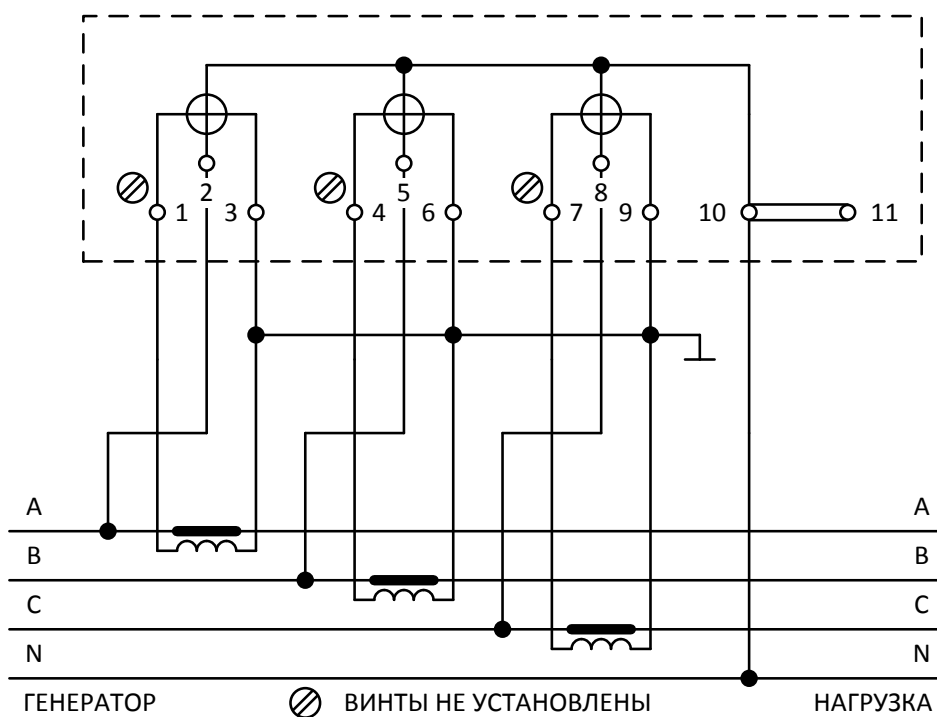 2 5 8
1 3 4 6 7 9 10 11
А А
В В
С С
N N
ГЕНЕРАТОР ВИНТЫ НЕ УСТАНОВЛЕНЫ НАГРУЗКА